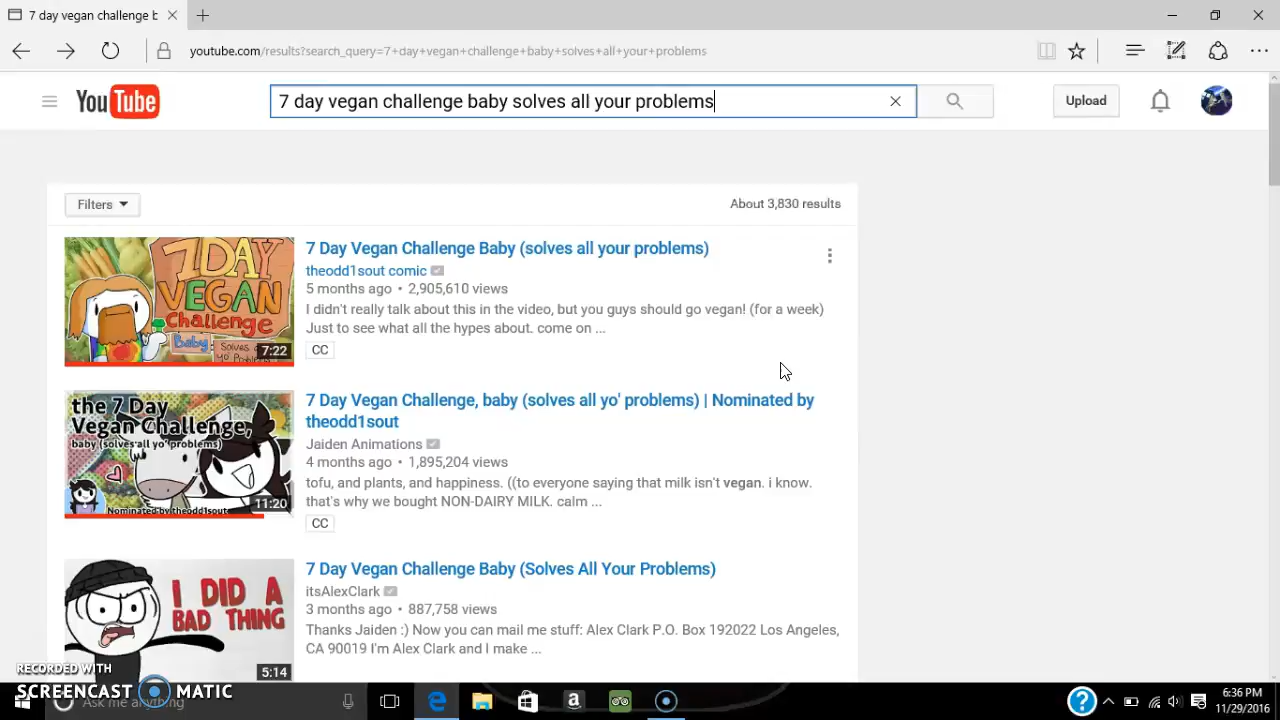 7 day vegan challenge b
youtube.com/results?search_query=7+day+vegan+challenge+baby+solves+all+your+problems
YouTube
7 day vegan challenge baby solves all your problems
Upload
Filters
About 3,830 results
7 DAY
VEGAN
Challenge
Baby
7:22
7 Day Vegan Challenge Baby (solves all your problems)
theodd1sout comic
5 months ago • 2,905,610 views
I didn't really talk about this in the video, but you guys should go vegan! (for a week)
Just to see what all the hypes about. come on ...
CC
the 7 Day
Vegan Challenge,
baby (solves all yo' problems)
Nominated by theodd1sout
11:20
7 Day Vegan Challenge, baby (solves all yo' problems) | Nominated by
theodd1sout
Jaiden Animations
4 months ago • 1,895,204 views
tofu, and plants, and happiness. ((to everyone saying that milk isn't vegan. i know.
that's why we bought NON-DAIRY MILK. calm ...
CC
I DID A
BAD THING
5:14
7 Day Vegan Challenge Baby (Solves All Your Problems)
itsAlexClark
3 months ago • 887,758 views
Thanks Jaiden :) Now you can mail me stuff: Alex Clark P.O. Box 192022 Los Angeles,
CA 90019 I'm Alex Clark and I make ...
RECORDED WITH
SCREENCAST MATIC
Ask me anything
6:36 PM
11/29/2016